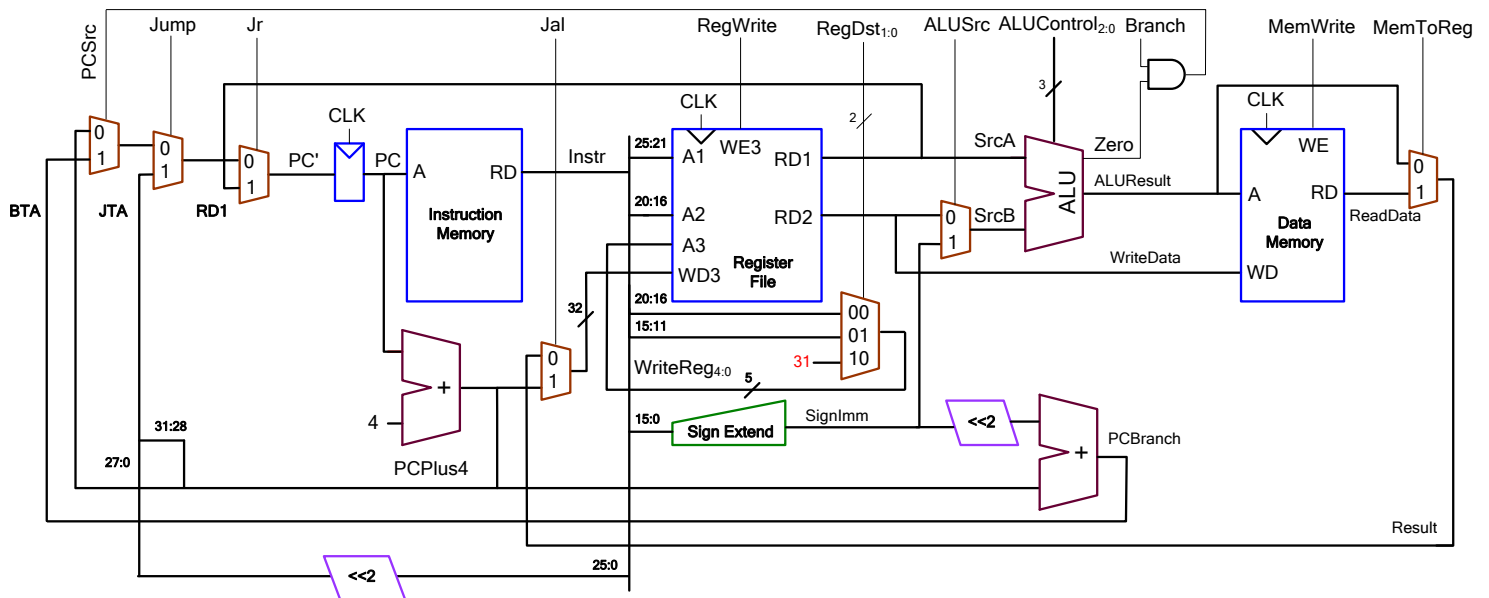 Jump
Jr
Jal
RegWrite
RegDst1:0
ALUSrc
ALUControl2:0
Branch
MemWrite
MemToReg
PCSrc
CLK
CLK
CLK
2
3
0
1
0
1
0
1
PC'
PC
A
RD
Instruction
Memory
Instr
25:21
20:16
A1
A2
A3
WD3
WE3
RD1
RD2
Register
File
SrcA
SrcB
0
1
ALU
Zero
ALUResult
WriteData
A
RD
WE
WD
Data
Memory
ReadData
0
1
BTA
JTA
RD1
32
20:16
15:11
00
01
10
31
WriteReg4:0
5
0
1
+
4
PCPlus4
15:0
Sign Extend
SignImm
<<2
+
PCBranch
31:28
27:0
Result
<<2
25:0